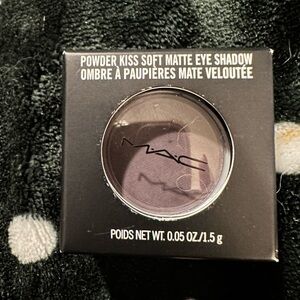 POWDER KISS SOFT MATTE EYE SHADOW
OMBRE À PAUPIÈRES MATE VELOUTÉE
MAC
POIDS NET WT. 0.05 OZ./1.5 g